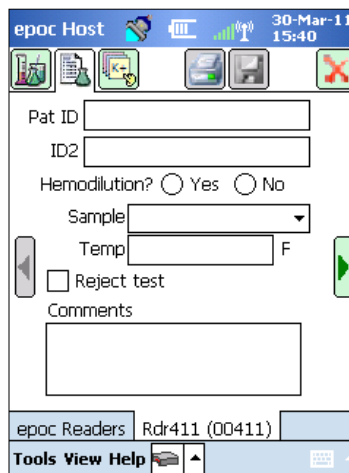 epoc Host
30-Mar-11
15:40
K+
Pat ID
ID2
Hemodilution? Yes No
Sample
Temp F
Reject test
Comments
epoc Readers Rdr411 (00411)
Tools View Help